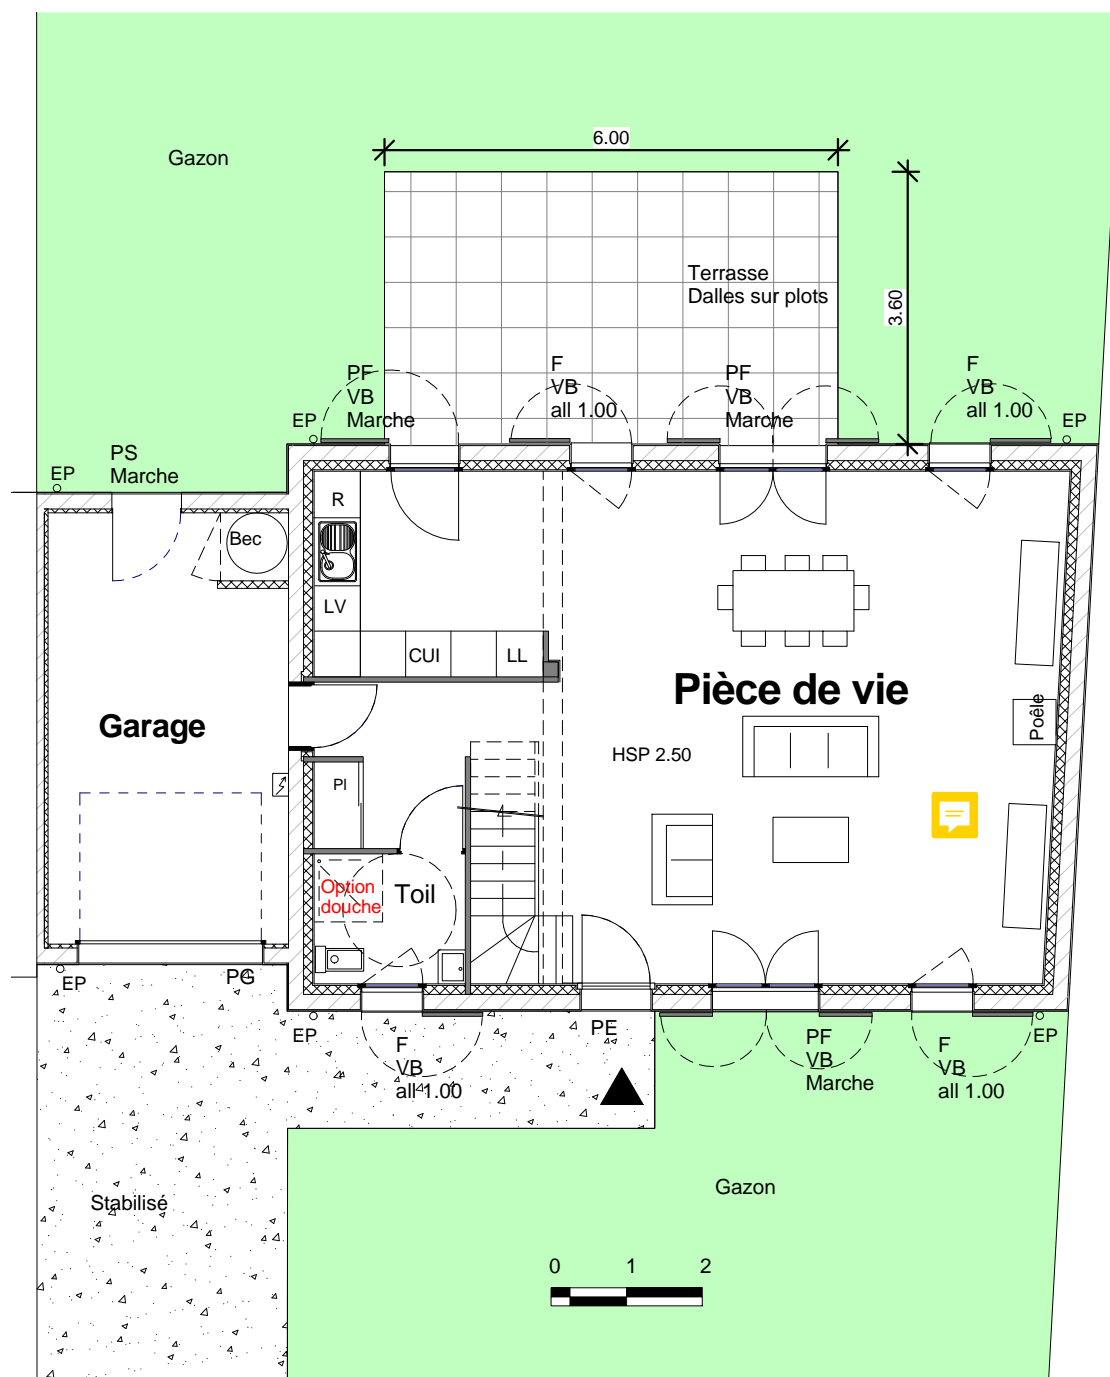 6.00
Gazon
Terrasse
Dalles sur plots
3.60
PF
VB
Marche
F
VB
all 1.00
PF
VB
Marche
F
VB
all 1.00
EP
EP
PS
Marche
EP
R
Bec
LV
CUI
LL
Pièce de vie
Garage
Poêle
HSP 2.50
Pl
Option
douche
Toil
EP
PG
EP
PE
EP
F
VB
all 1.00
PF
VB
Marche
F
VB
all 1.00
Stabilisé
Gazon
0 1 2